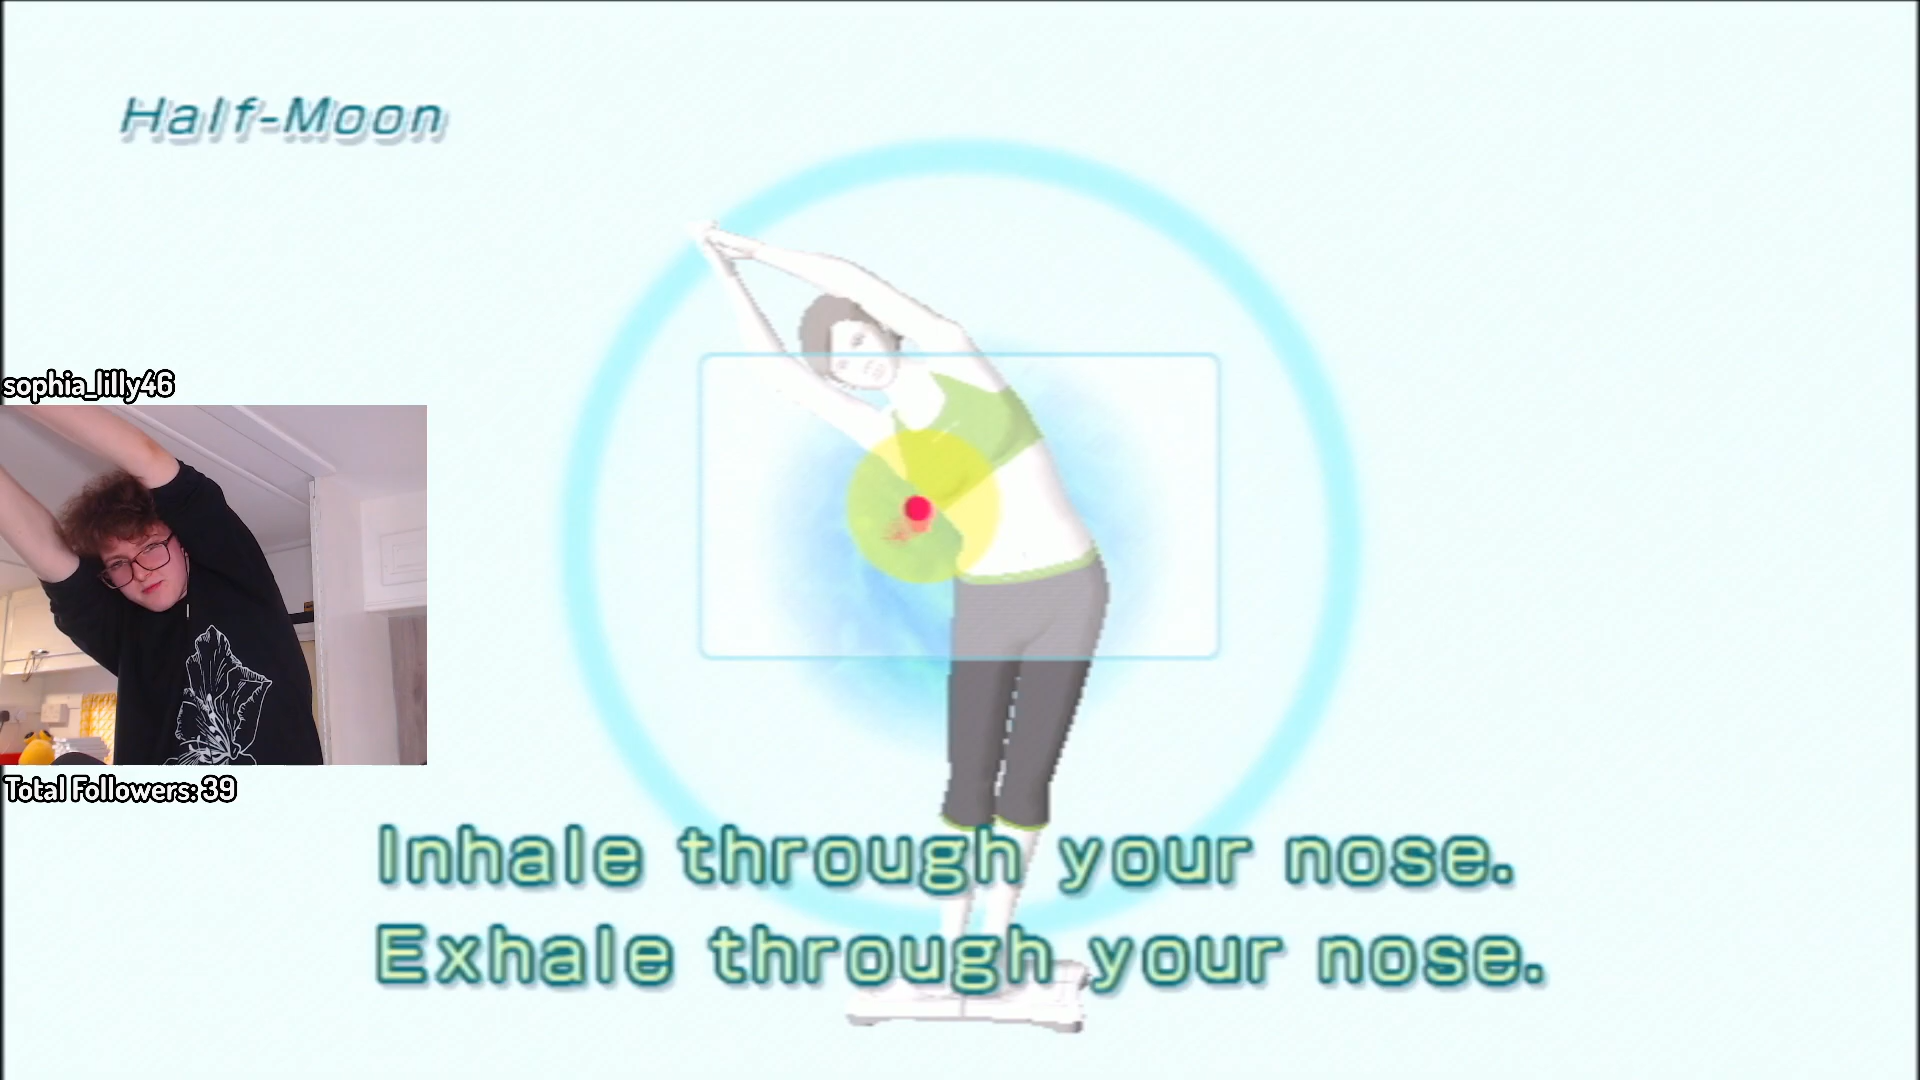 Half-Moon
sophia_lilly46
Total Followers: 39
Inhale through your nose.
Exhale through your nose.